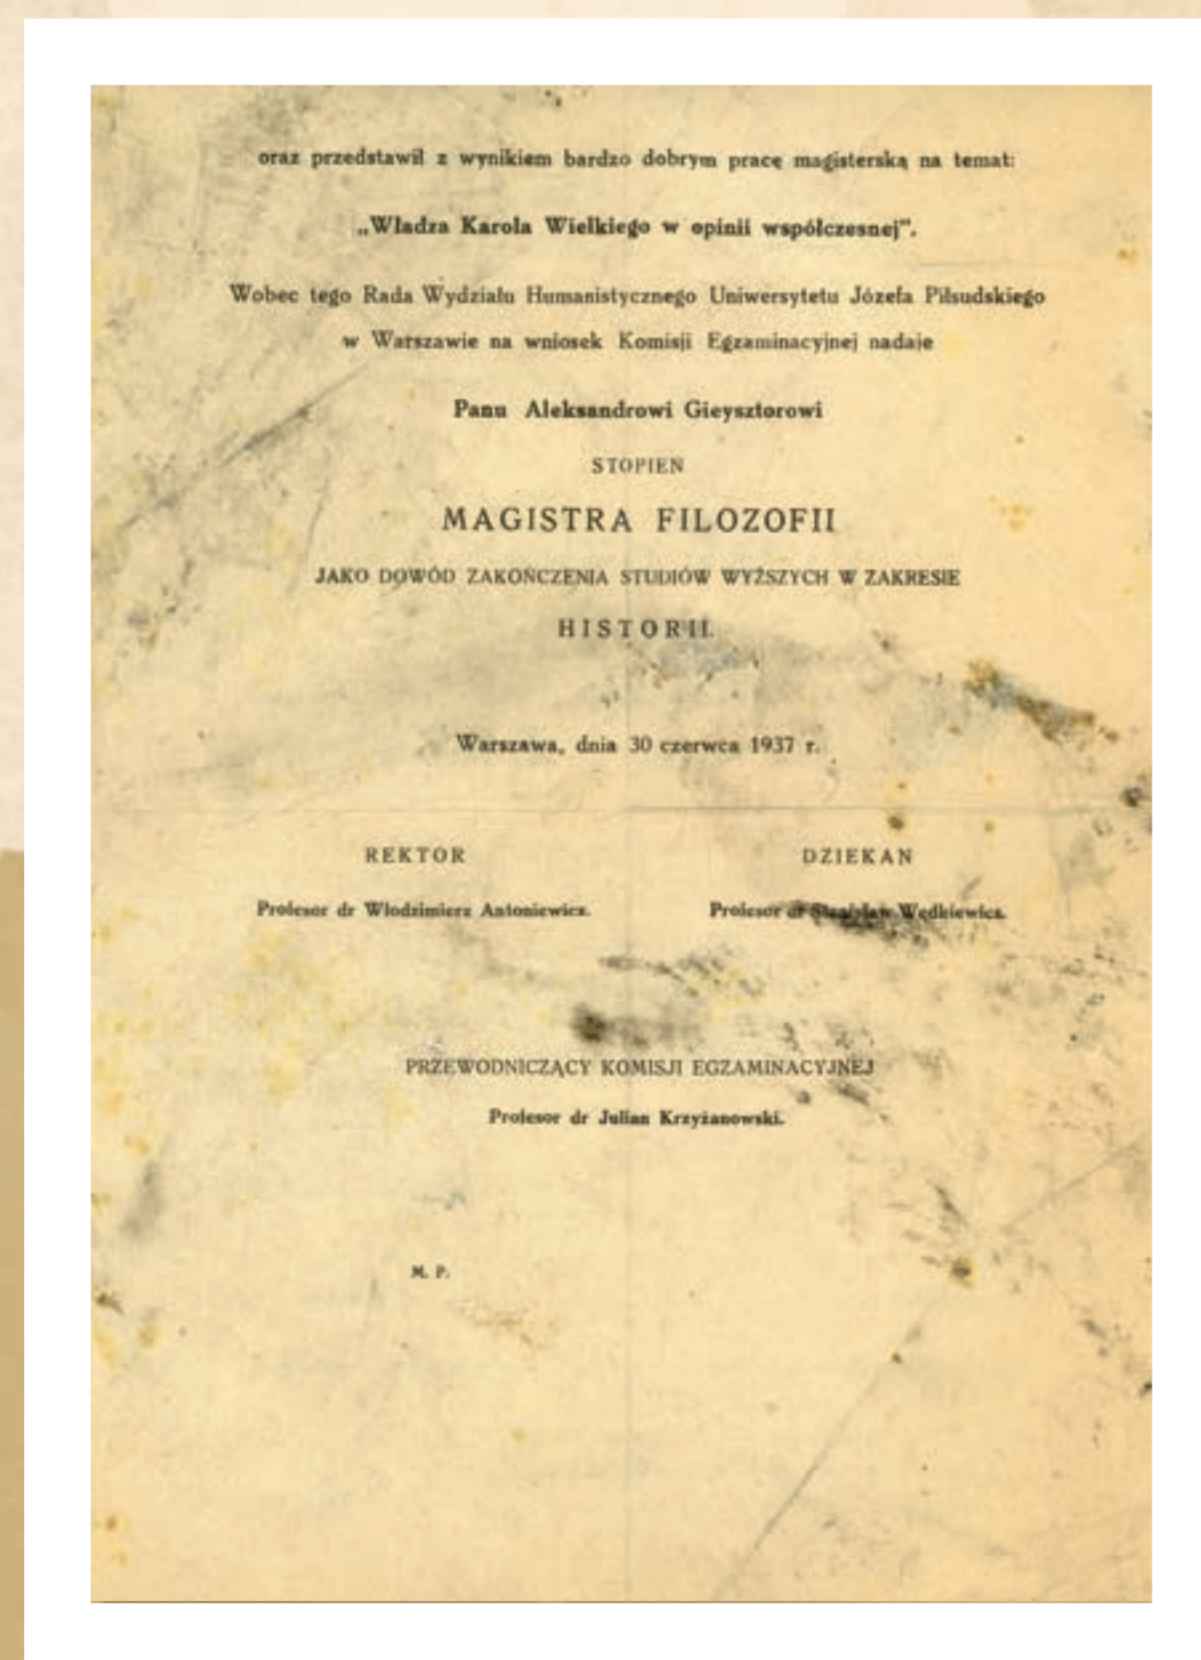 oraz przedstawił z wynikiem bardzo dobrym pracę magisterską na temat:
„Władza Karola Wielkiego w opinii współczesnej”.
Wobec tego Rada Wydziału Humanistycznego Uniwersytetu Józefa Piłsudskiego
w Warszawie na wniosek Komisji Egzaminacyjnej nadaje
Panu Aleksandrowi Gieysztorowi
STOPIEŃ
MAGISTRA FILOZOFII
JAKO DOWÓD ZAKOŃCZENIA STUDIÓW WYŻSZYCH W ZAKRESIE
HISTORII.
Warszawa, dnia 30 czerwca 1937 r.
REKTOR DZIEKAN
Profesor dr Włodzimierz Antoniewicz. Profesor dr Stanisław Wędkiewicz.
PRZEWODNICZĄCY KOMISJI EGZAMINACYJNEJ
Profesor dr Julian Krzyżanowski.
M. P.